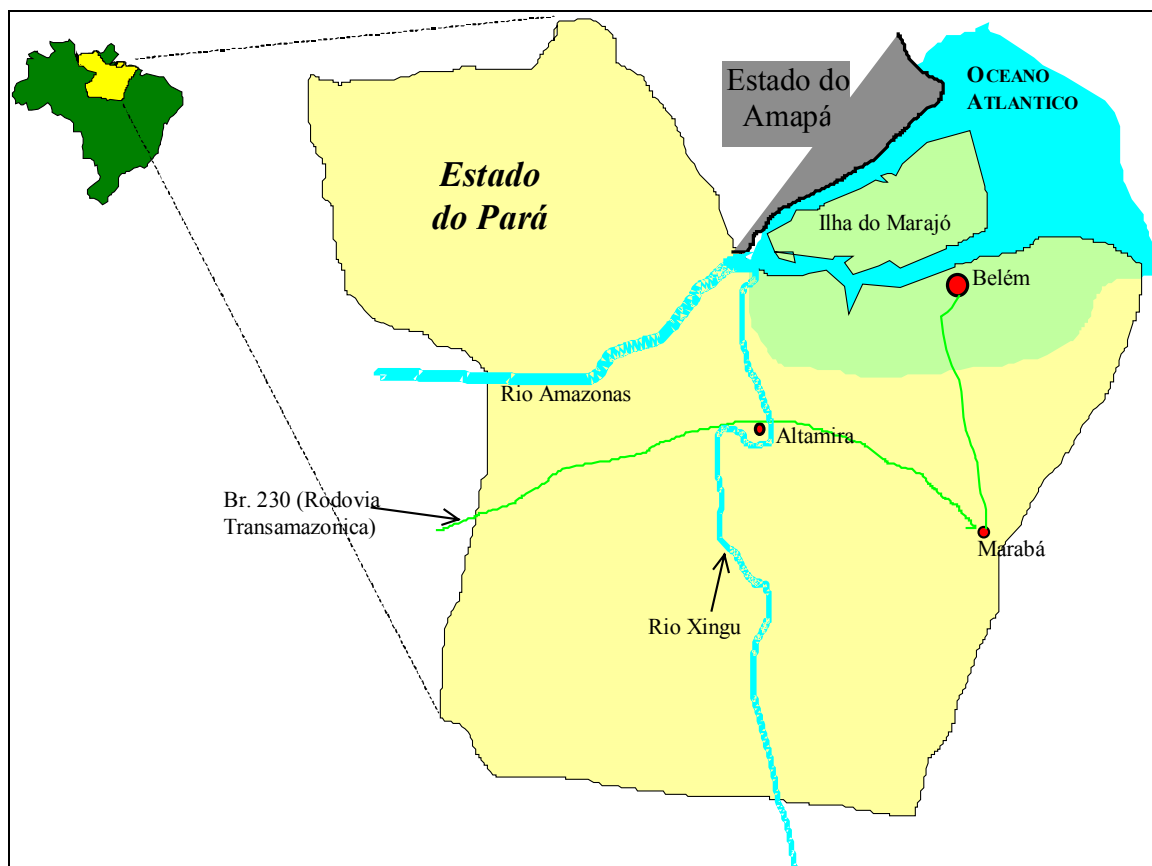 Estado do
Amapá
OCEANO
ATLANTICO
Estado
do Pará
Ilha do Marajó
Belém
Rio Amazonas
Altamira
Br. 230 (Rodovia
Transamazonica)
Marabá
Rio Xingu